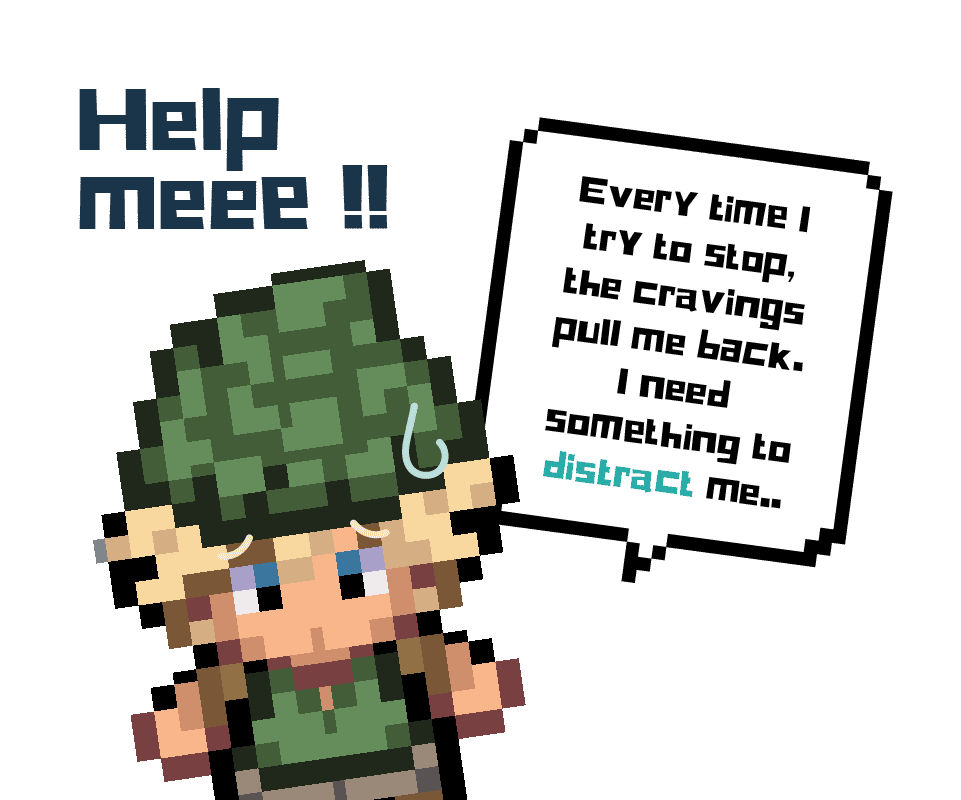 Help
meee !!
Every time I
try to stop,
the cravings
pull me back.
I need
something to
distract me..